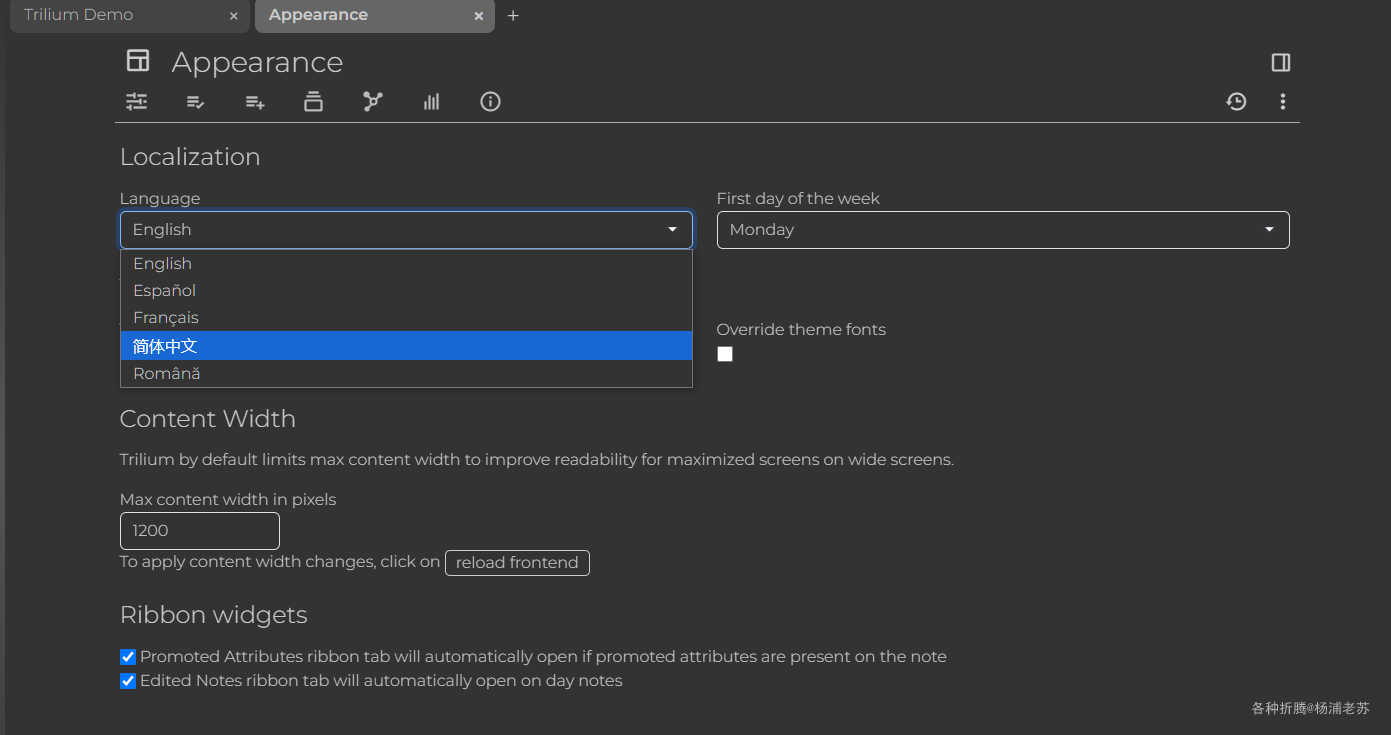 Trilium Demo
Appearance
Appearance
Localization
Language
First day of the week
English
Monday
English
Español
Français
简体中文
Română
Override theme fonts
Content Width
Trilium by default limits max content width to improve readability for maximized screens on wide screens.
Max content width in pixels
1200
To apply content width changes, click on reload frontend
Ribbon widgets
Promoted Attributes ribbon tab will automatically open if promoted attributes are present on the note
Edited Notes ribbon tab will automatically open on day notes
各种折腾@杨浦老苏